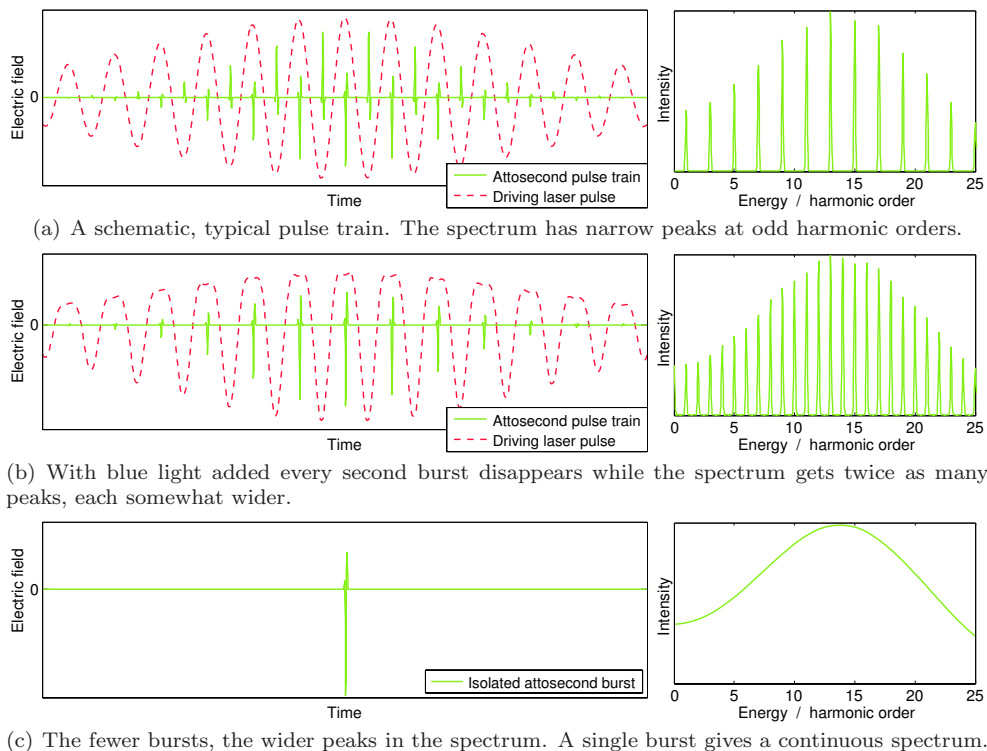 Electric field
0
Time
Attosecond pulse train
Driving laser pulse
Intensity
0 5 10 15 20 25
Energy / harmonic order
(a) A schematic, typical pulse train. The spectrum has narrow peaks at odd harmonic orders.
Electric field
0
Time
Attosecond pulse train
Driving laser pulse
Intensity
0 5 10 15 20 25
Energy / harmonic order
(b) With blue light added every second burst disappears while the spectrum gets twice as many
peaks, each somewhat wider.
Electric field
0
Time
Isolated attosecond burst
Intensity
0 5 10 15 20 25
Energy / harmonic order
(c) The fewer bursts, the wider peaks in the spectrum. A single burst gives a continuous spectrum.